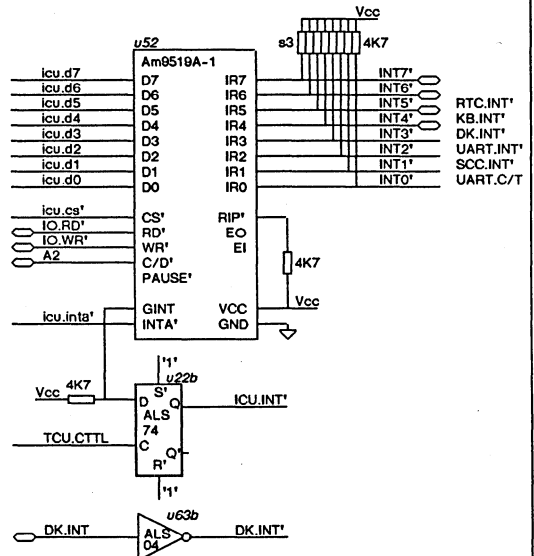 Vcc
u52
s3 4K7
Am9519A-1
icu.d7 D7 IR7 INT7'
icu.d6 D6 IR6 INT6'
icu.d5 D5 IR5 INT5' RTC.INT'
icu.d4 D4 IR4 INT4' KB.INT'
icu.d3 D3 IR3 INT3' DK.INT'
icu.d2 D2 IR2 INT2' UART.INT'
icu.d1 D1 IR1 INT1' SCC.INT'
icu.d0 D0 IR0 INT0' UART.C/T
icu.cs' CS' RIP'
IO.RD' RD' EO
IO.WR' WR' EI
A2 C/D' 4K7
PAUSE'
GINT VCC Vcc
icu.inta' INTA' GND
'1' u22b
S'
Vcc 4K7 D Q ICU.INT'
ALS
74
TCU.CTTL C Q'
R'
'1'
u63b
DK.INT ALS DK.INT'
04